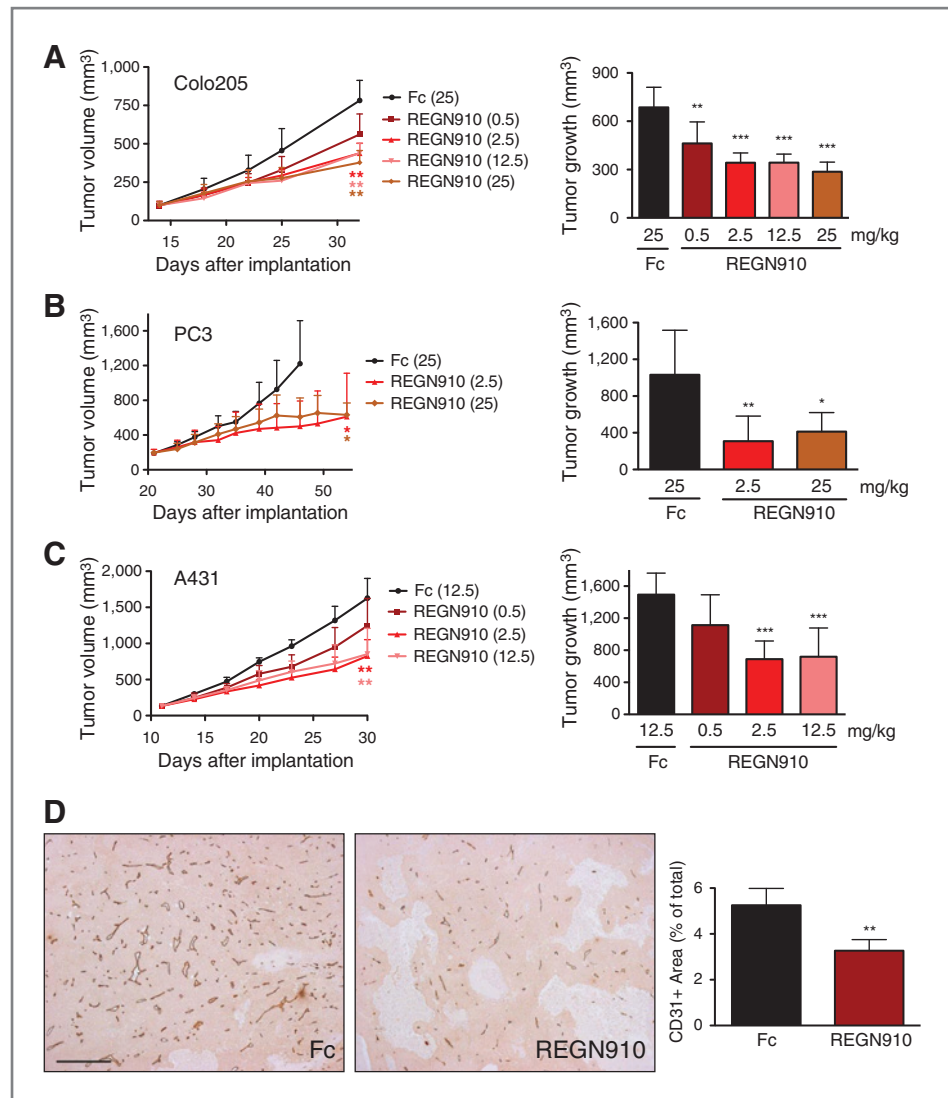 A
Tumor volume (mm³)
1,000
750
500
250
0
15 20 25 30
Days after implantation
Colo205
Fc (25)
REGN910 (0.5)
REGN910 (2.5)
REGN910 (12.5)
REGN910 (25)
**
**
**
Tumor growth (mm³)
900
600
300
0
** *** *** ***
25 0.5 2.5 12.5 25 mg/kg
Fc REGN910
B
Tumor volume (mm³)
1,600
1,200
800
400
0
20 30 40 50
Days after implantation
PC3
Fc (25)
REGN910 (2.5)
REGN910 (25)
*
*
Tumor growth (mm³)
1,600
1,200
800
400
0
** *
25 2.5 25 mg/kg
Fc REGN910
C
Tumor volume (mm³)
2,000
1,500
1,000
500
0
10 15 20 25 30
Days after implantation
A431
Fc (12.5)
REGN910 (0.5)
REGN910 (2.5)
REGN910 (12.5)
**
**
Tumor growth (mm³)
1,600
1,200
800
400
0
*** ***
12.5 0.5 2.5 12.5 mg/kg
Fc REGN910
D
Fc
REGN910
CD31+ Area (% of total)
6
4
2
0
**
Fc REGN910